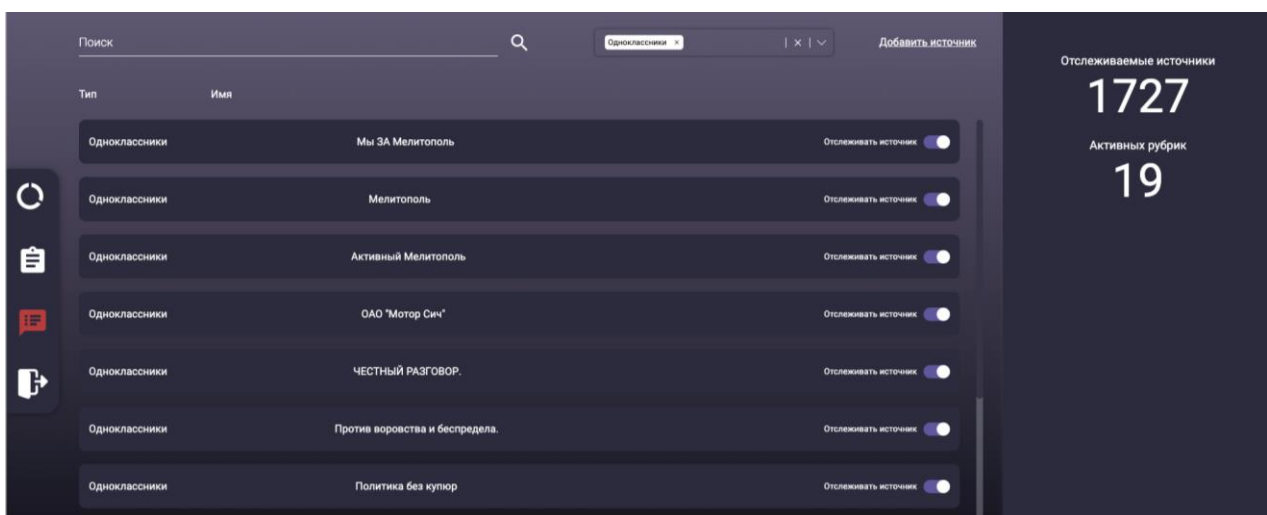 Поиск
Одноклассники ×
Добавить источник
Тип Имя
Одноклассники Мы ЗА Мелитополь Отслеживать источник
Одноклассники Мелитополь Отслеживать источник
Одноклассники Активный Мелитополь Отслеживать источник
Одноклассники ОАО "Мотор Сич" Отслеживать источник
Одноклассники ЧЕСТНЫЙ РАЗГОВОР. Отслеживать источник
Одноклассники Против воровства и беспредела. Отслеживать источник
Одноклассники Политика без купюр Отслеживать источник
Отслеживаемые источники
1727
Активных рубрик
19